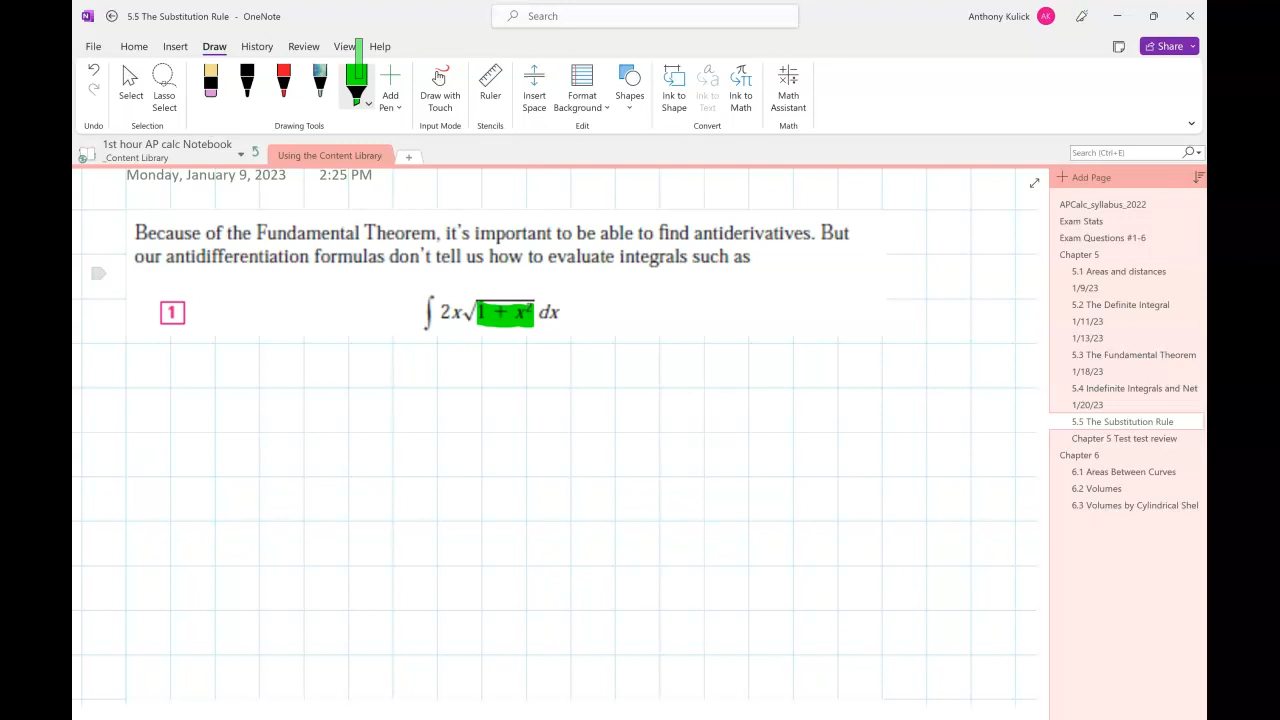 5.5 The Substitution Rule - OneNote
Search
Anthony Kulick
AK
File Home Insert Draw History Review View Help
Share
Select
Lasso Select
Add Pen
Draw with Touch
Ruler
Insert Space
Format Background
Shapes
Ink to Shape
Ink to Text
Ink to Math
Math Assistant
Undo
Selection
Drawing Tools
Input Mode
Stencils
Edit
Convert
Math
1st hour AP calc Notebook
_Content Library
Using the Content Library
Search (Ctrl+E)
Monday, January 9, 2023 2:25 PM
Because of the Fundamental Theorem, it's important to be able to find antiderivatives. But
our antidifferentiation formulas don't tell us how to evaluate integrals such as
1 ∫ 2x√1 + x² dx
Add Page
APCalc_syllabus_2022
Exam Stats
Exam Questions #1-6
Chapter 5
5.1 Areas and distances
1/9/23
5.2 The Definite Integral
1/11/23
1/13/23
5.3 The Fundamental Theorem
1/18/23
5.4 Indefinite Integrals and Net
1/20/23
5.5 The Substitution Rule
Chapter 5 Test test review
Chapter 6
6.1 Areas Between Curves
6.2 Volumes
6.3 Volumes by Cylindrical Shel